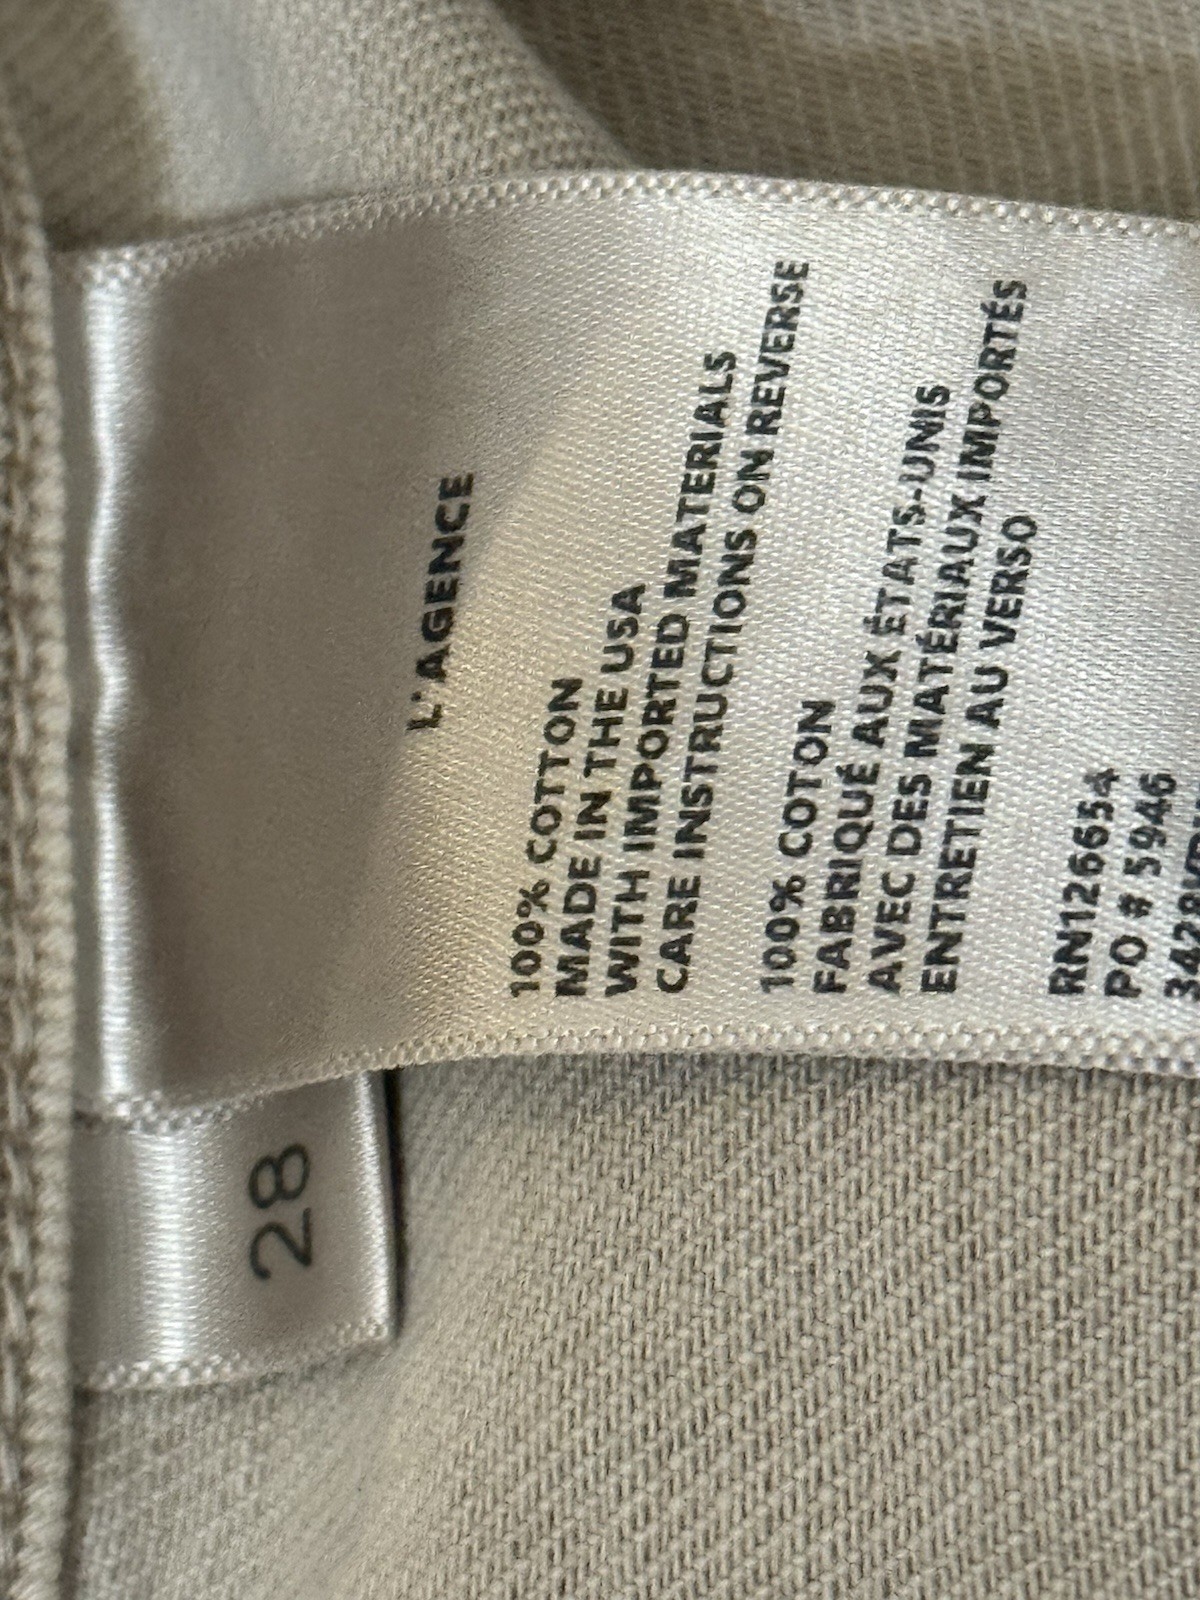 L'AGENCE
100% COTTON
MADE IN THE USA
WITH IMPORTED MATERIALS
CARE INSTRUCTIONS ON REVERSE
100% COTON
FABRIQUÉ AUX ÉTATS-UNIS
AVEC DES MATÉRIAUX IMPORTÉS
ENTRETIEN AU VERSO
RN126654
PO # 5946
28